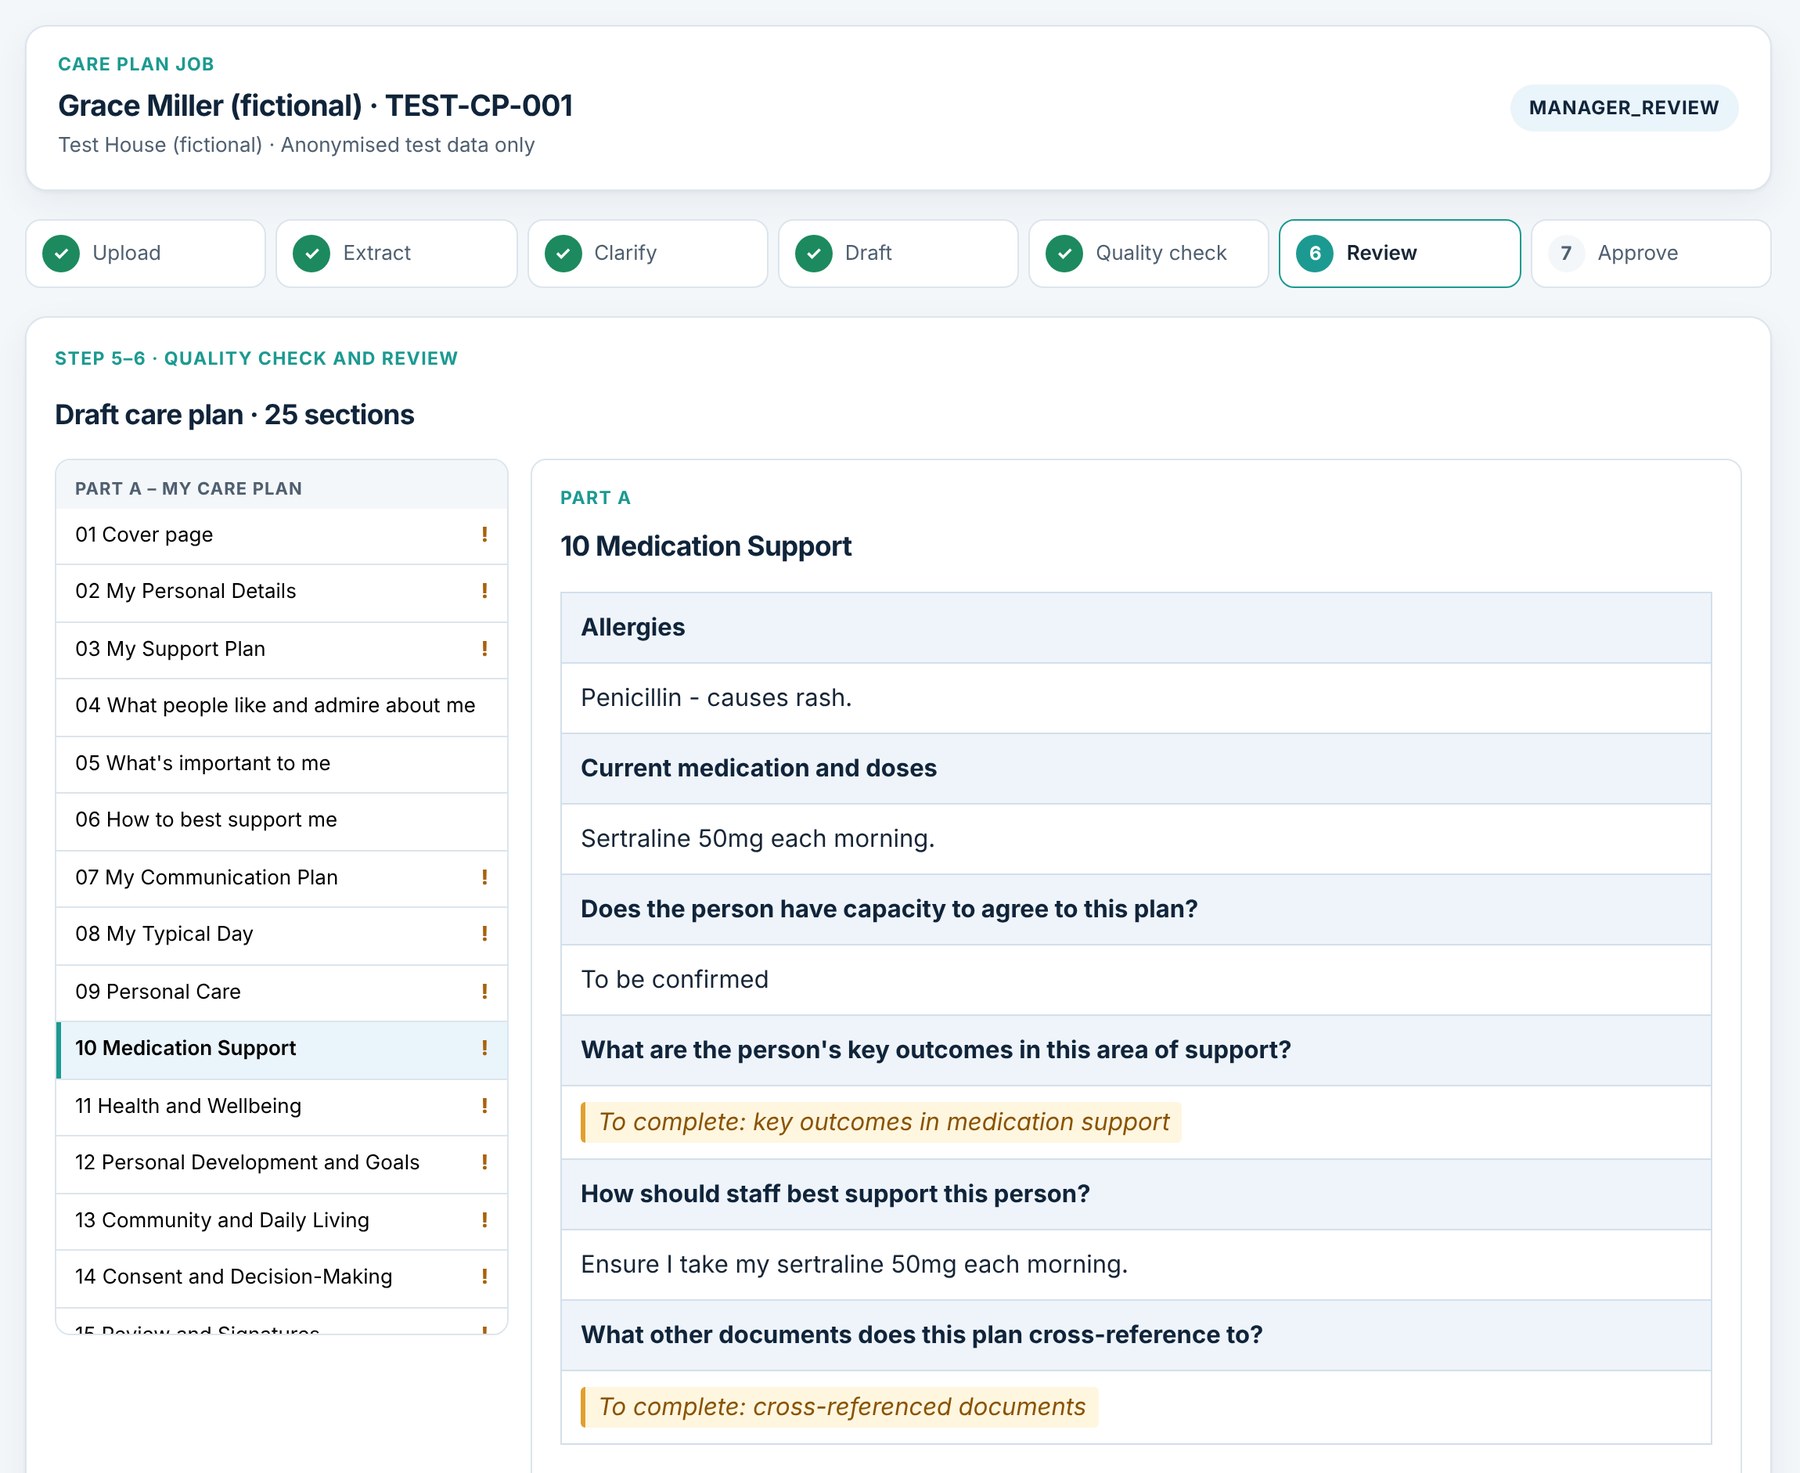 CARE PLAN JOB
Grace Miller (fictional) · TEST-CP-001
Test House (fictional) · Anonymised test data only
MANAGER_REVIEW
Upload
Extract
Clarify
Draft
Quality check
6 Review
7 Approve
STEP 5–6 · QUALITY CHECK AND REVIEW
Draft care plan · 25 sections
PART A – MY CARE PLAN
01 Cover page !
02 My Personal Details !
03 My Support Plan !
04 What people like and admire about me
05 What's important to me
06 How to best support me
07 My Communication Plan !
08 My Typical Day !
09 Personal Care !
10 Medication Support !
11 Health and Wellbeing !
12 Personal Development and Goals !
13 Community and Daily Living !
14 Consent and Decision-Making !
15 Review and Signatures !
PART A
10 Medication Support
Allergies
Penicillin - causes rash.
Current medication and doses
Sertraline 50mg each morning.
Does the person have capacity to agree to this plan?
To be confirmed
What are the person's key outcomes in this area of support?
To complete: key outcomes in medication support
How should staff best support this person?
Ensure I take my sertraline 50mg each morning.
What other documents does this plan cross-reference to?
To complete: cross-referenced documents